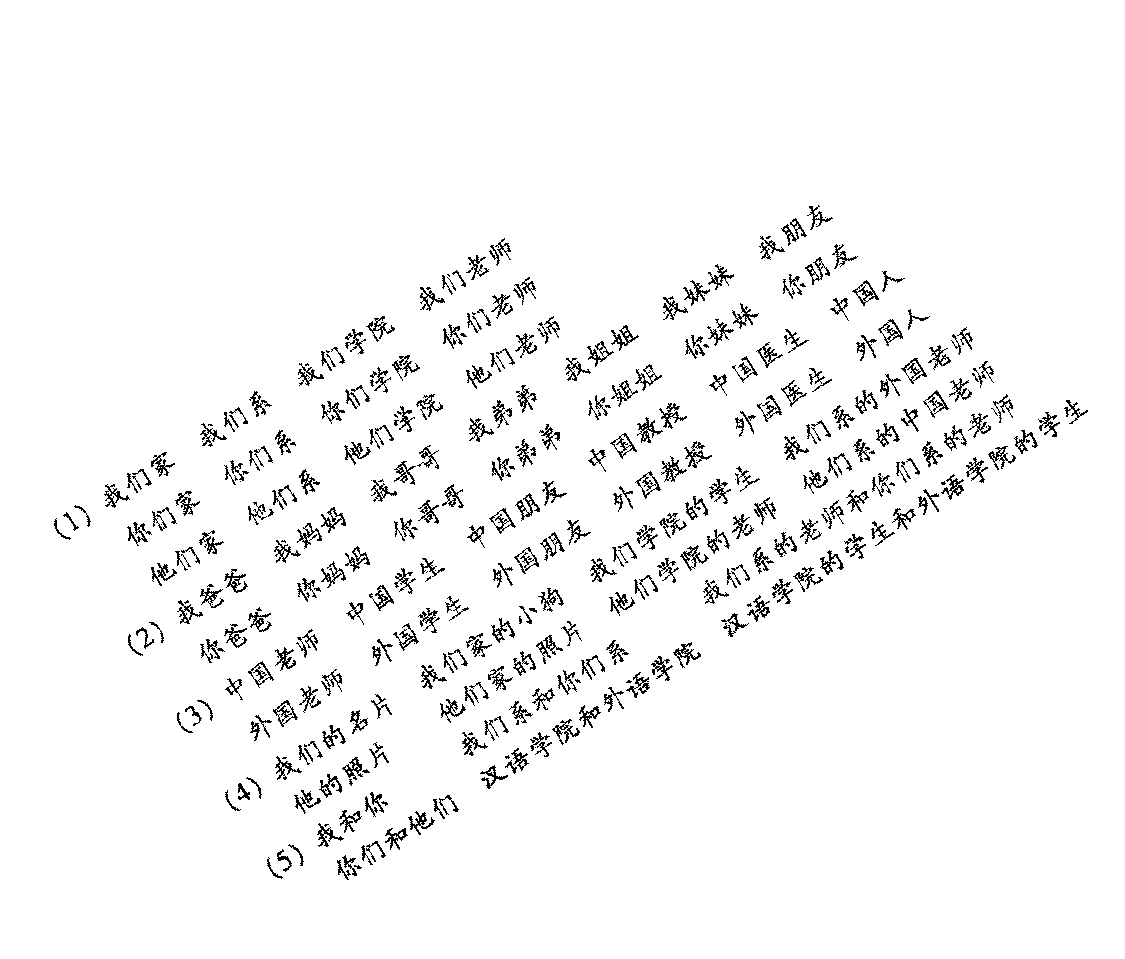 (1) 我们家 我们系 我们学院 我们老师
你们家 你们系 你们学院 你们老师
他们家 他们系 他们学院 他们老师
(2) 我爸爸 我妈妈 我哥哥 我弟弟 我姐姐 我妹妹 我朋友
你爸爸 你妈妈 你哥哥 你弟弟 你姐姐 你妹妹 你朋友
(3) 中国老师 中国学生 中国朋友 中国教授 中国医生 中国人
外国老师 外国学生 外国朋友 外国教授 外国医生 外国人
(4) 我们的名片 我们家的小狗 我们学院的学生 我们系的外国老师
他的照片 他们家的照片 他们学院的老师 他们系的中国老师
(5) 我和你 我们系和你们系 我们系的老师和你们系的老师
你们和他们 汉语学院和外语学院 汉语学院的学生和外语学院的学生